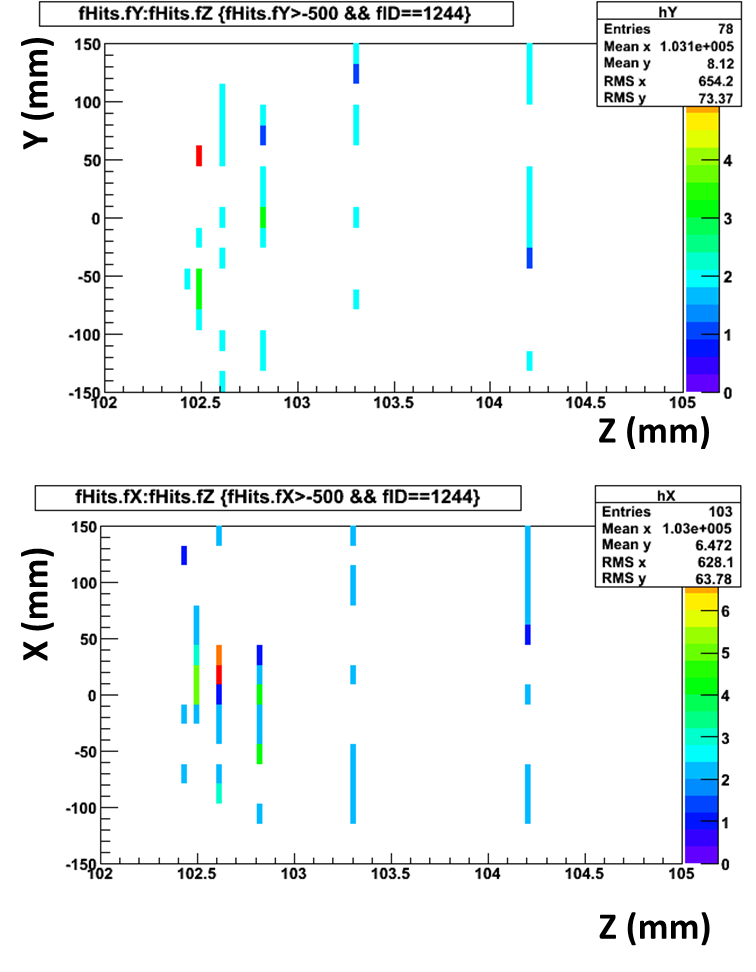 fHits.fY:fHits.fZ {fHits.fY>-500 && fID==1244}
hY
Entries 78
Mean x 1.031e+005
Mean y 8.12
RMS x 654.2
RMS y 73.37
Y (mm)
150
100
50
0
-50
-100
-150
102
102.5
103
103.5
104
104.5
105
4
3
2
1
0
Z (mm)
fHits.fX:fHits.fZ {fHits.fX>-500 && fID==1244}
hX
Entries 103
Mean x 1.03e+005
Mean y 6.472
RMS x 628.1
RMS y 63.78
X (mm)
150
100
50
0
-50
-100
-150
102
102.5
103
103.5
104
104.5
105
6
5
4
3
2
1
0
Z (mm)